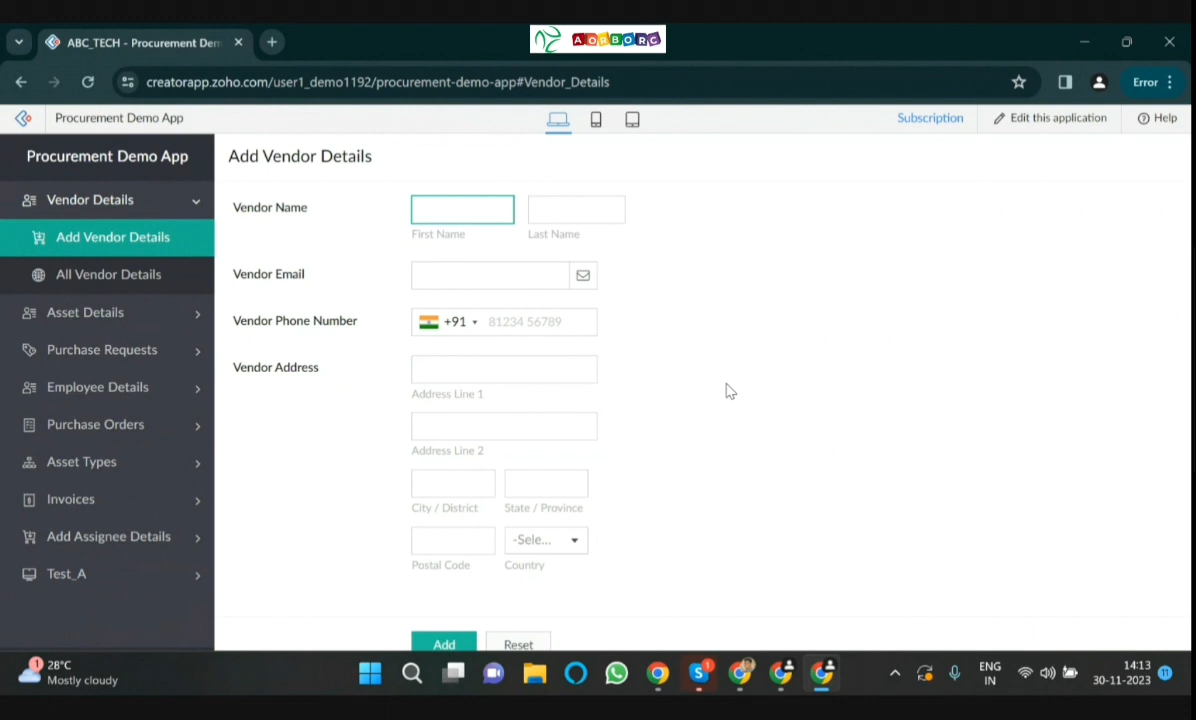 ABC_TECH - Procurement Dem
AORBORC
creatorapp.zoho.com/user1_demo1192/procurement-demo-app#Vendor_Details
Error
Procurement Demo App
Subscription
Edit this application
Help
Procurement Demo App
Vendor Details
Add Vendor Details
All Vendor Details
Asset Details
Purchase Requests
Employee Details
Purchase Orders
Asset Types
Invoices
Add Assignee Details
Test_A
Add Vendor Details
Vendor Name
First Name
Last Name
Vendor Email
Vendor Phone Number
+91
81234 56789
Vendor Address
Address Line 1
Address Line 2
City / District
State / Province
-Sele...
Postal Code
Country
Add
Reset
1
28°C
Mostly cloudy
S
1
ENG
IN
14:13
30-11-2023
11